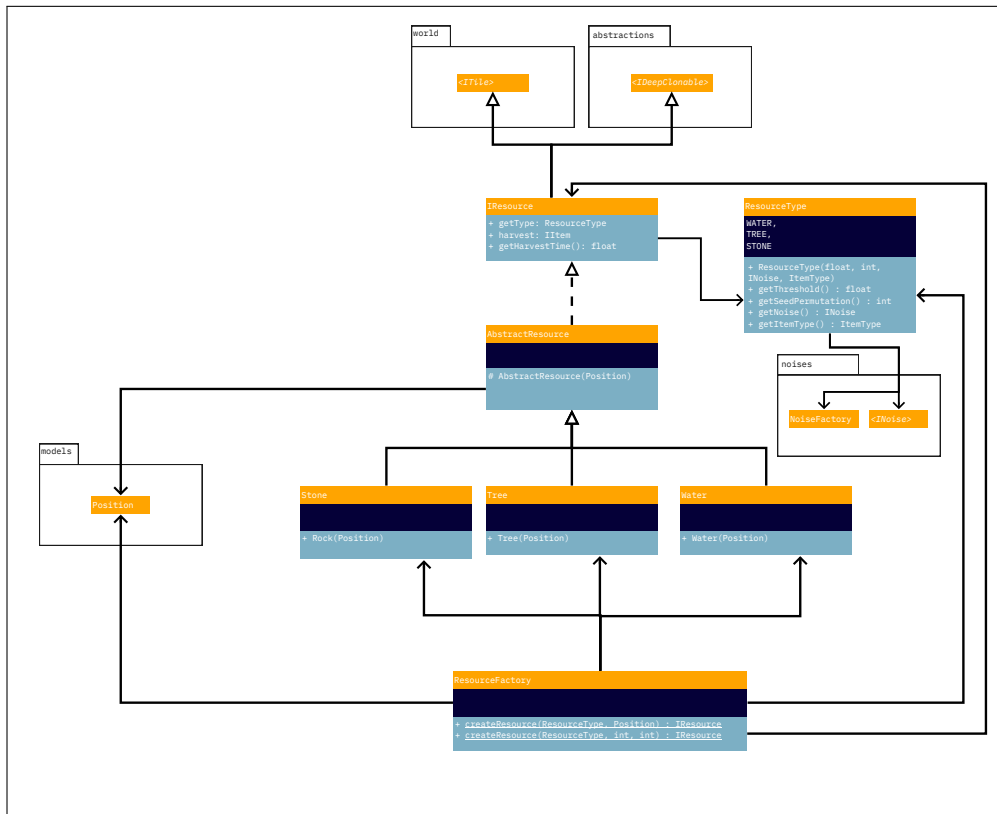 world
abstractions
<ITile>
<IDeepClonable>
IResource
+ getType: ResourceType
+ harvest: IItem
+ getHarvestTime(): float
ResourceType
WATER,
TREE,
STONE
+ ResourceType(float, int,
INoise, ItemType)
+ getThreshold() : float
+ getSeedPermutation() : int
+ getNoise() : INoise
+ getItemType() : ItemType
AbstractResource
# AbstractResource(Position)
noises
NoiseFactory
<INoise>
models
Position
Stone
+ Rock(Position)
Tree
+ Tree(Position)
Water
+ Water(Position)
ResourceFactory
+ createResource(ResourceType, Position) : IResource
+ createResource(ResourceType, int, int) : IResource